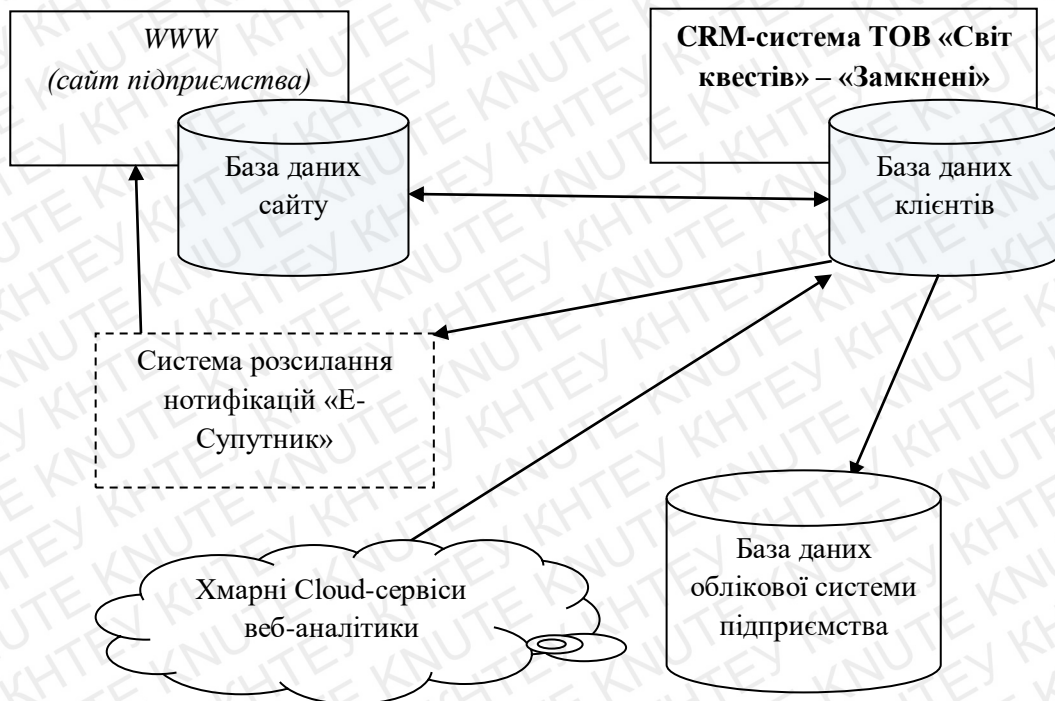 WWW
(сайт підприємства)
CRM-система ТОВ «Світ
квестів» – «Замкнені»
База даних
сайту
База даних
клієнтів
Система розсилання
нотифікацій «Е-
Супутник»
Хмарні Cloud-сервіси
веб-аналітики
База даних
облікової системи
підприємства